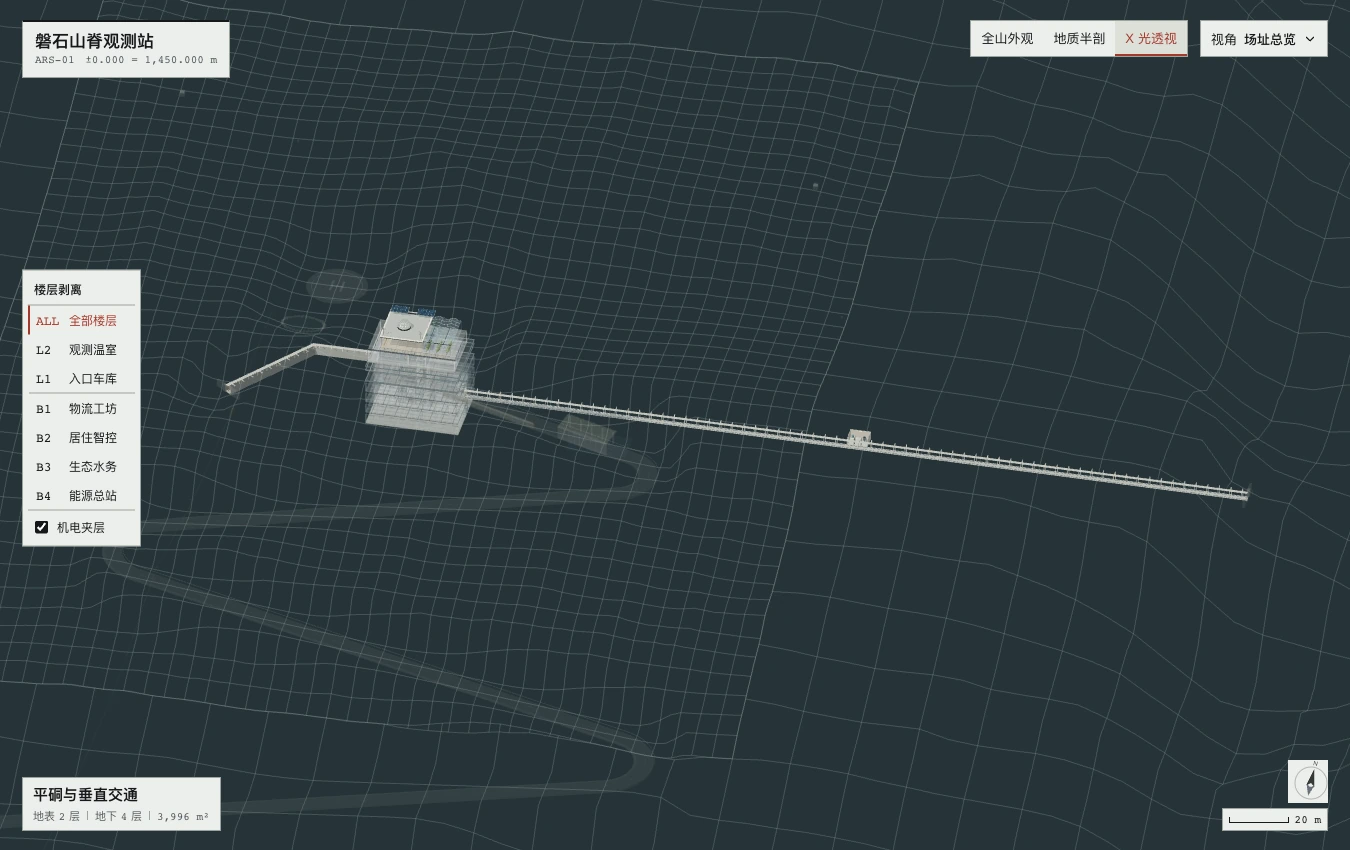 磐石山脊观测站
ARS-01 ±0.000 = 1,450.000 m
全山外观 地质半剖 X 光透视
视角 场址总览
楼层剥离
ALL 全部楼层
L2 观测温室
L1 入口车库
B1 物流工坊
B2 居住智控
B3 生态水务
B4 能源总站
机电夹层
平硐与垂直交通
地表 2 层 | 地下 4 层 | 3,996 m²
N
20 m